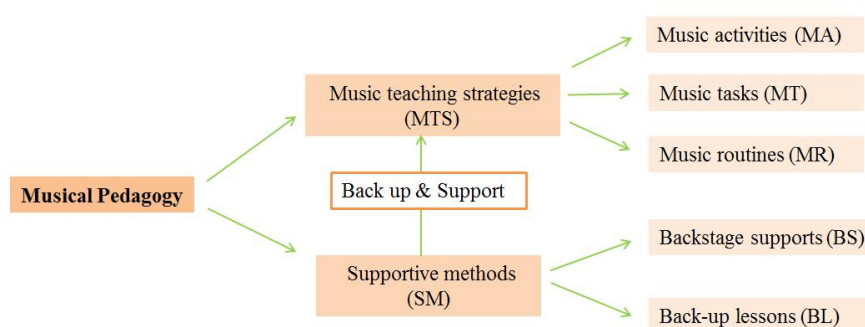 Music activities (MA)
Music teaching strategies
(MTS)
Music tasks (MT)
Music routines (MR)
Musical Pedagogy
Back up & Support
Backstage supports (BS)
Supportive methods
(SM)
Back-up lessons (BL)